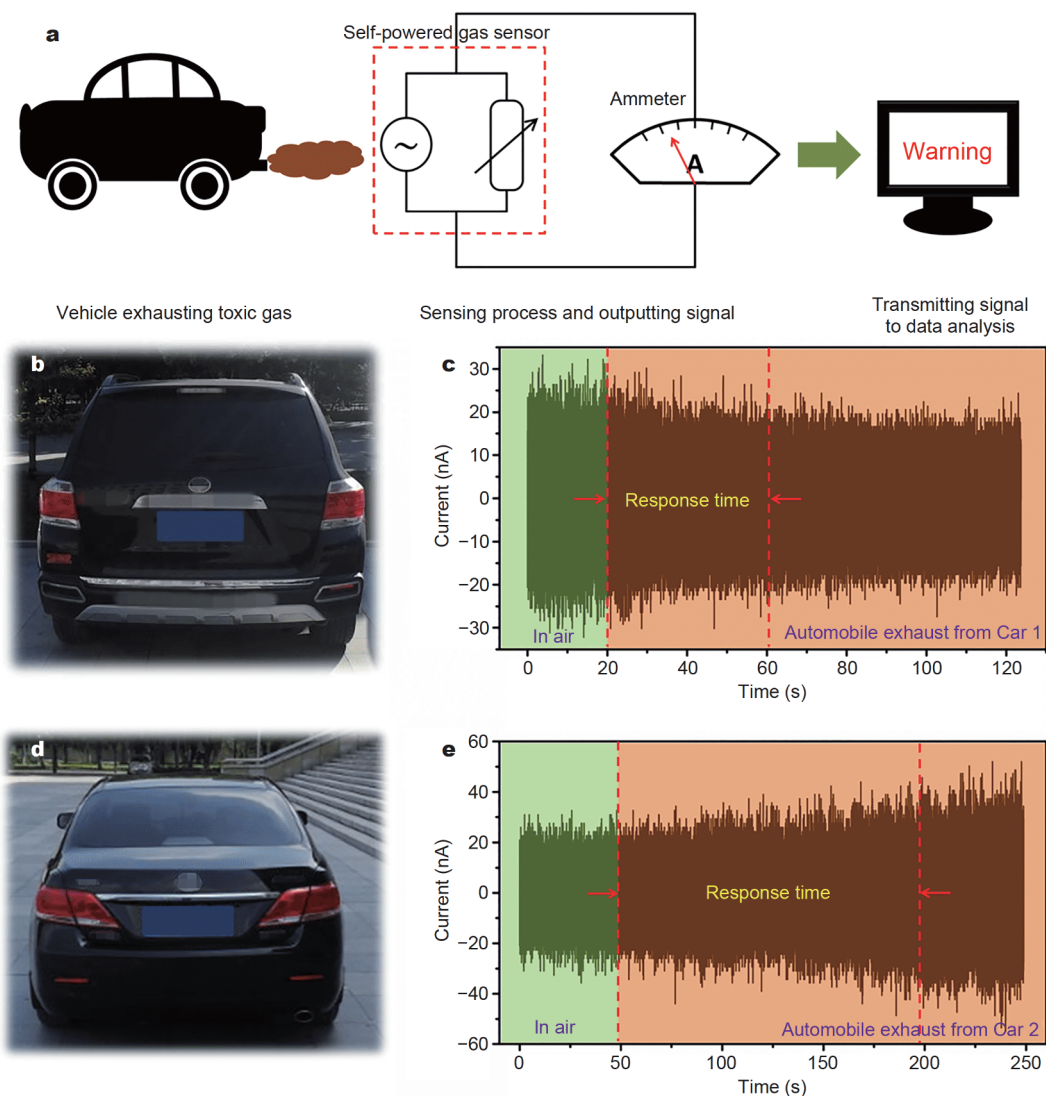 a
Self-powered gas sensor
~
Ammeter
A
Warning
Vehicle exhausting toxic gas
Sensing process and outputting signal
Transmitting signal
to data analysis
b
c
Current (nA)
30
20
10
0
−10
−20
−30
Response time
In air
Automobile exhaust from Car 1
0 20 40 60 80 100 120
Time (s)
d
e
Current (nA)
60
40
20
0
−20
−40
−60
Response time
In air
Automobile exhaust from Car 2
0 50 100 150 200 250
Time (s)